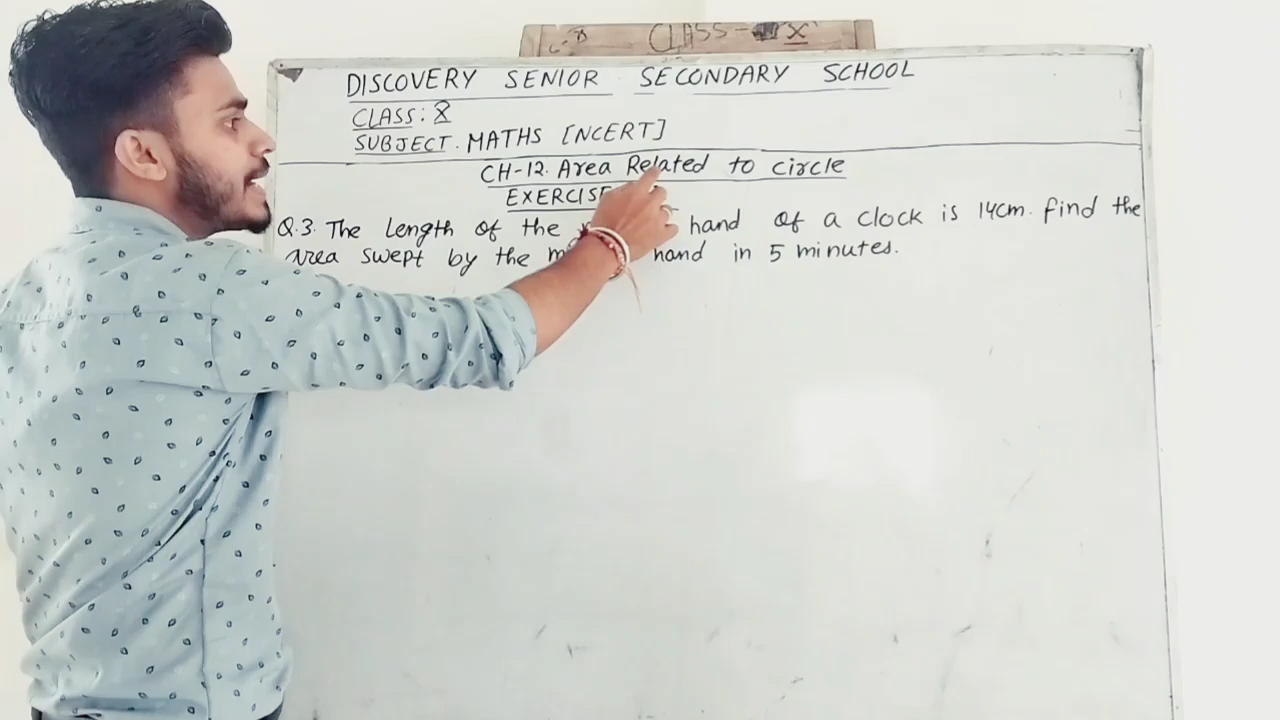 CLASS - X
DISCOVERY SENIOR SECONDARY SCHOOL
CLASS: X
SUBJECT. MATHS [NCERT]
CH-12. Area Related to circle
EXERCISE
Q.3. The length of the hand of a clock is 14cm. find the
area swept by the hand in 5 minutes.